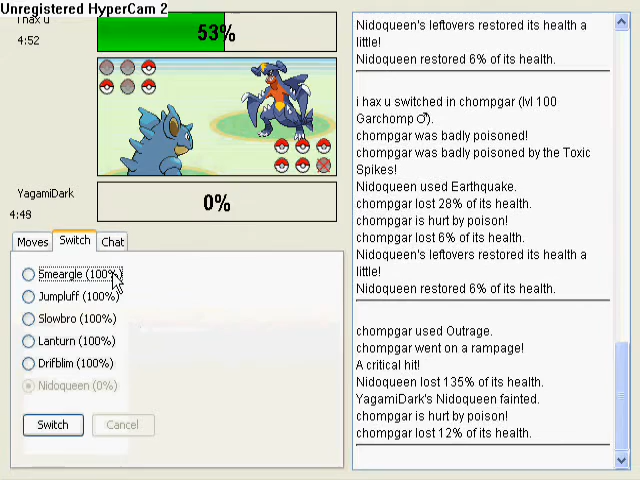 Unregistered HyperCam 2
i hax u
4:52
53%
YagamiDark
4:48
0%
Moves
Switch
Chat
Smeargle (100%)
Jumpluff (100%)
Slowbro (100%)
Lanturn (100%)
Drifblim (100%)
Nidoqueen (0%)
Switch
Cancel
Nidoqueen's leftovers restored its health a
little!
Nidoqueen restored 6% of its health.
i hax u switched in chompgar (lvl 100
Garchomp ♂).
chompgar was badly poisoned!
chompgar was badly poisoned by the Toxic
Spikes!
Nidoqueen used Earthquake.
chompgar lost 28% of its health.
chompgar is hurt by poison!
chompgar lost 6% of its health.
Nidoqueen's leftovers restored its health a
little!
Nidoqueen restored 6% of its health.
chompgar used Outrage.
chompgar went on a rampage!
A critical hit!
Nidoqueen lost 135% of its health.
YagamiDark's Nidoqueen fainted.
chompgar is hurt by poison!
chompgar lost 12% of its health.